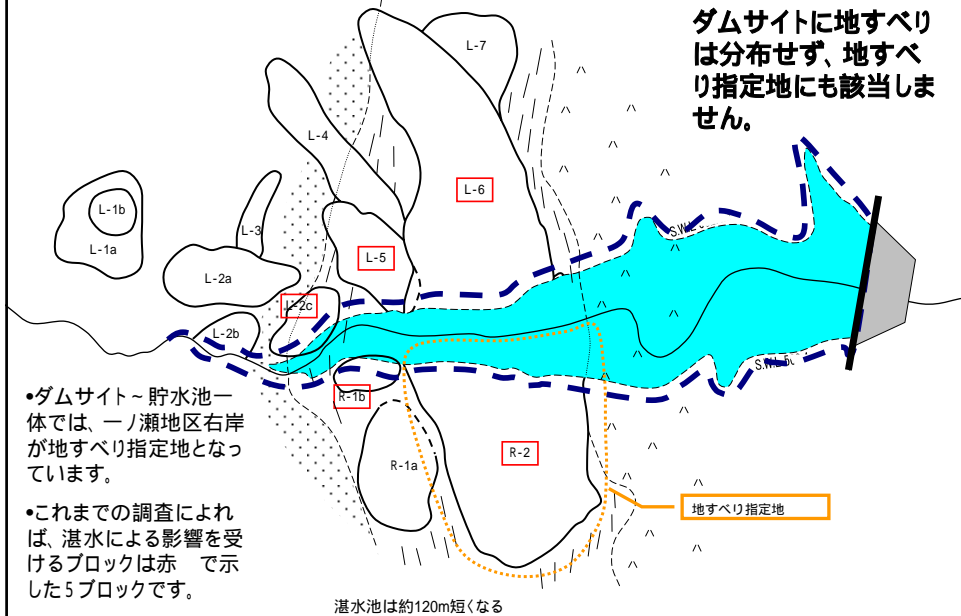 ダムサイトに地すべり
は分布せず、地すべ
り指定地にも該当しま
せん。
L-7
L-4
L-6
L-1b
L-1a
L-3
L-5
L-2a
L-2c
L-2b
S.W.L
S.W.L
R-1b
R-1a
R-2
地すべり指定地
•ダムサイト～貯水池一
体では、一ノ瀬地区右岸
が地すべり指定地となっ
ています。
•これまでの調査によれ
ば、湛水による影響を受
けるブロックは赤　で示
した5ブロックです。
湛水池は約120m短くなる